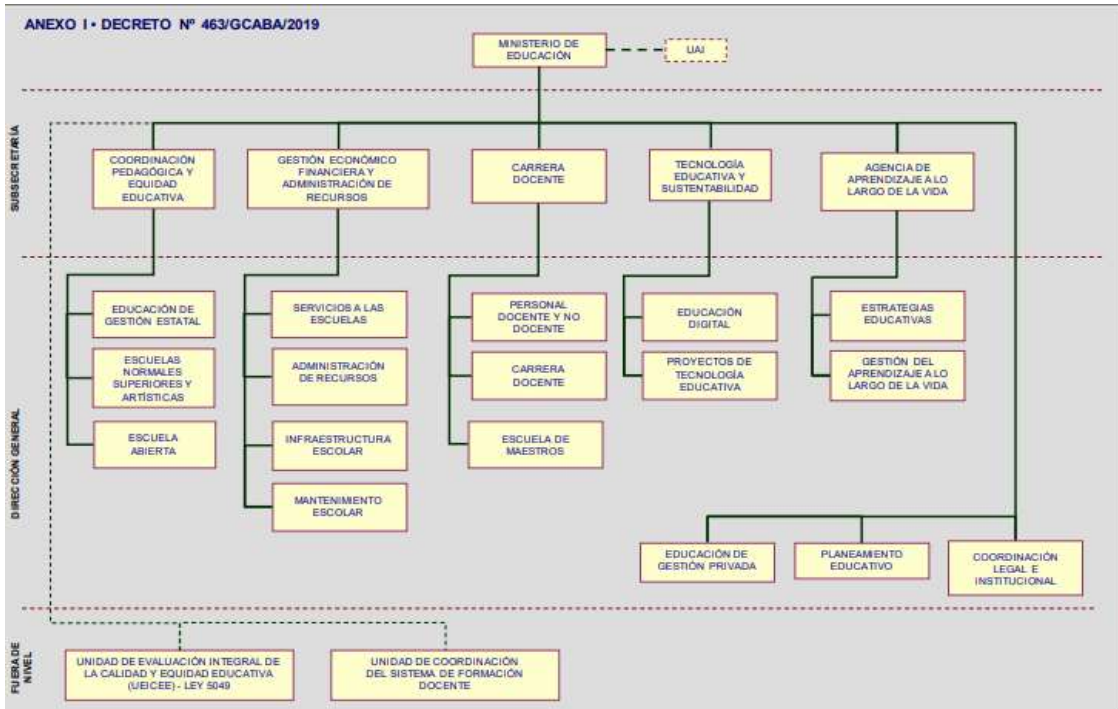 ANEXO I • DECRETO Nº 463/GCABA/2019
MINISTERIO DE
EDUCACIÓN
UAI
SUBSECRETARÍA
COORDINACIÓN
PEDAGÓGICA Y
EQUIDAD
EDUCATIVA
GESTIÓN ECONÓMICO
FINANCIERA Y
ADMINISTRACIÓN DE
RECURSOS
CARRERA
DOCENTE
TECNOLOGÍA
EDUCATIVA Y
SUSTENTABILIDAD
AGENCIA DE
APRENDIZAJE A LO
LARGO DE LA VIDA
DIRECCIÓN GENERAL
EDUCACIÓN DE
GESTIÓN ESTATAL
ESCUELAS
NORMALES
SUPERIORES Y
ARTÍSTICAS
ESCUELA
ABIERTA
SERVICIOS A LAS
ESCUELAS
ADMINISTRACIÓN
DE RECURSOS
INFRAESTRUCTURA
ESCOLAR
MANTENIMIENTO
ESCOLAR
PERSONAL
DOCENTE Y NO
DOCENTE
CARRERA
DOCENTE
ESCUELA DE
MAESTROS
EDUCACIÓN
DIGITAL
PROYECTOS DE
TECNOLOGÍA
EDUCATIVA
ESTRATEGIAS
EDUCATIVAS
GESTIÓN DEL
APRENDIZAJE A LO
LARGO DE LA VIDA
EDUCACIÓN DE
GESTIÓN PRIVADA
PLANEAMIENTO
EDUCATIVO
COORDINACIÓN
LEGAL E
INSTITUCIONAL
FUERA DE
NIVEL
UNIDAD DE EVALUACIÓN INTEGRAL DE
LA CALIDAD Y EQUIDAD EDUCATIVA
(UEICEE) - LEY 5049
UNIDAD DE COORDINACIÓN
DEL SISTEMA DE FORMACIÓN
DOCENTE